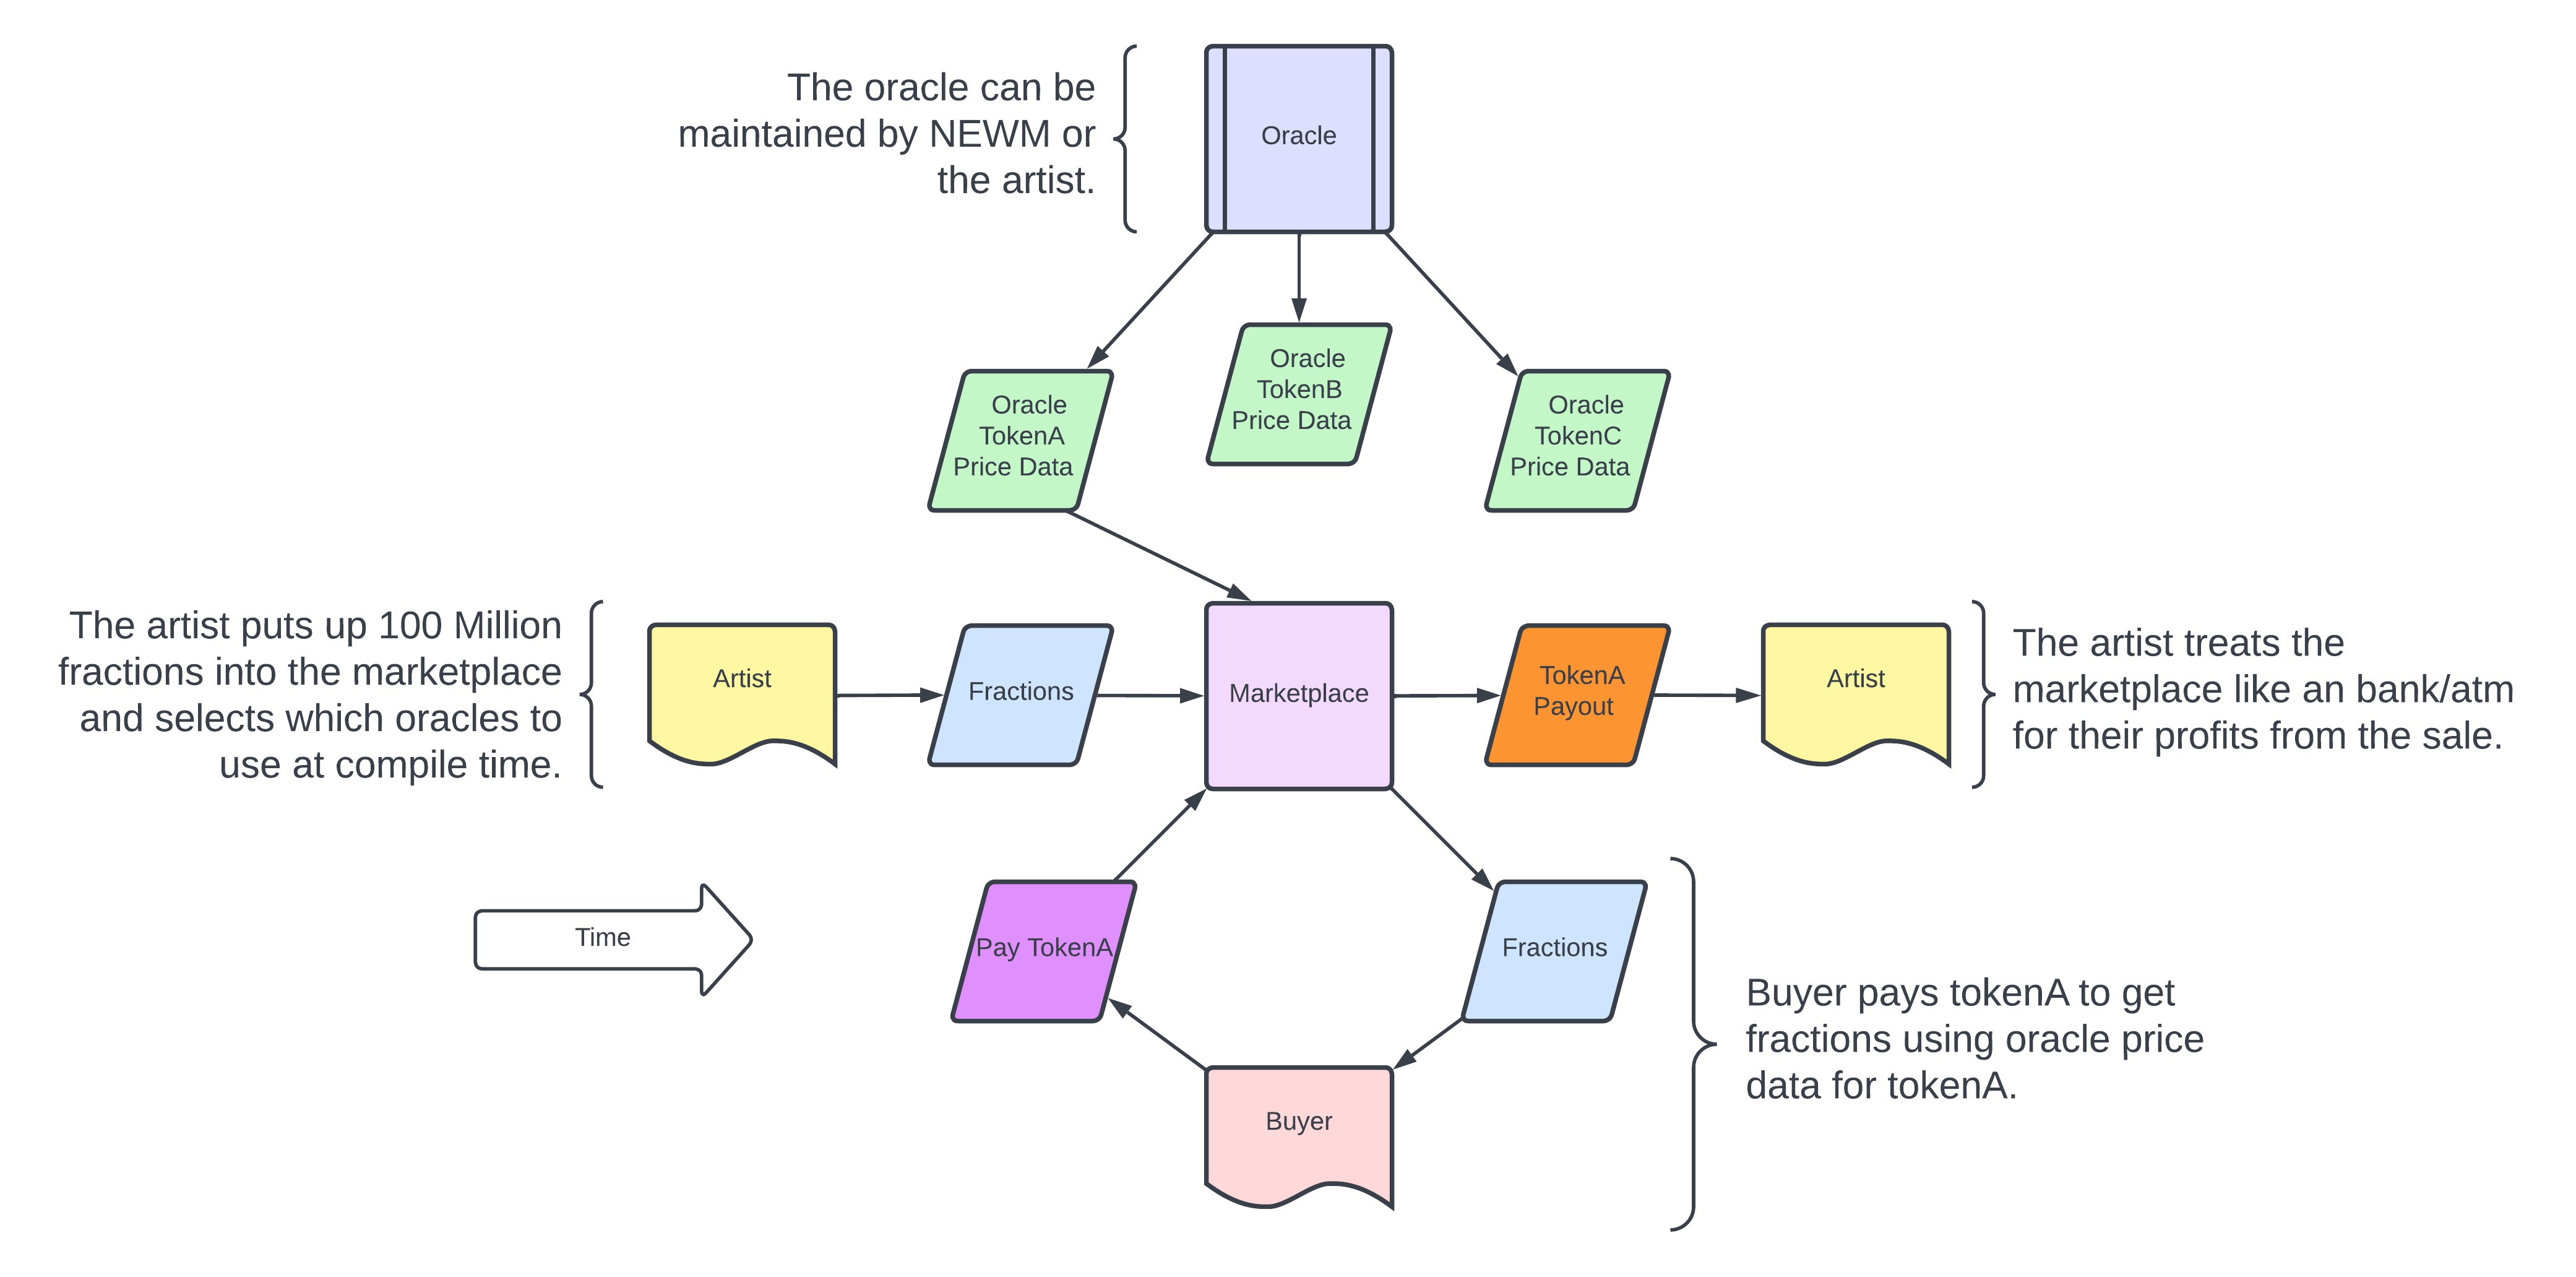 The oracle can be
maintained by NEWM or
the artist.
Oracle
Oracle
TokenA
Price Data
Oracle
TokenB
Price Data
Oracle
TokenC
Price Data
The artist puts up 100 Million
fractions into the marketplace
and selects which oracles to
use at compile time.
Artist
Fractions
Marketplace
TokenA
Payout
Artist
The artist treats the
marketplace like an bank/atm
for their profits from the sale.
Time
Pay TokenA
Fractions
Buyer
Buyer pays tokenA to get
fractions using oracle price
data for tokenA.